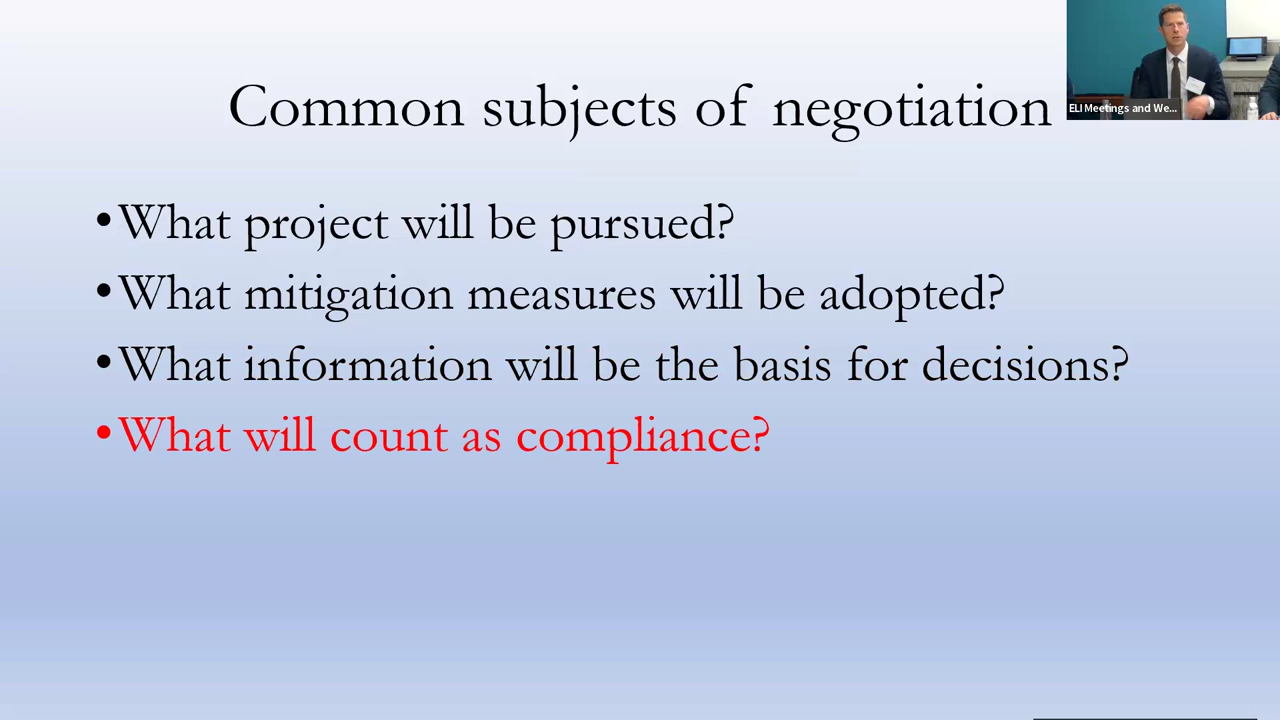 Common subjects of negotiation
ELI Meetings and We...
•What project will be pursued?
•What mitigation measures will be adopted?
•What information will be the basis for decisions?
•What will count as compliance?